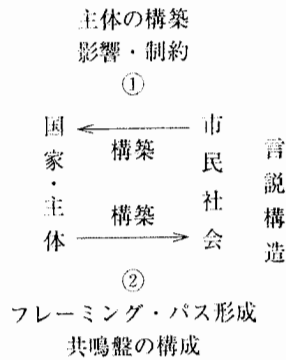 主体の構築
影響・制約
①
国家・主体
構築
市民社会
構築
言説構造
②
フレーミング・パス形成
共鳴盤の構成